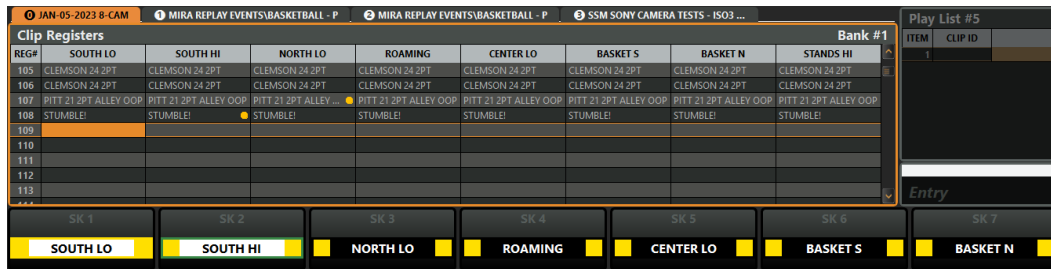 0 JAN-05-2023 8-CAM 1 MIRA REPLAY EVENTS\BASKETBALL - P 2 MIRA REPLAY EVENTS\BASKETBALL - P 3 SSM SONY CAMERA TESTS - ISO3 ... Play List #5
Clip Registers Bank #1
REG# SOUTH LO SOUTH HI NORTH LO ROAMING CENTER LO BASKET S BASKET N STANDS HI ITEM CLIP ID
1
105 CLEMSON 24 2PT CLEMSON 24 2PT CLEMSON 24 2PT CLEMSON 24 2PT CLEMSON 24 2PT CLEMSON 24 2PT CLEMSON 24 2PT CLEMSON 24 2PT
106 CLEMSON 24 2PT CLEMSON 24 2PT CLEMSON 24 2PT CLEMSON 24 2PT CLEMSON 24 2PT CLEMSON 24 2PT CLEMSON 24 2PT CLEMSON 24 2PT
107 PITT 21 2PT ALLEY OOP PITT 21 2PT ALLEY OOP PITT 21 2PT ALLEY ... PITT 21 2PT ALLEY OOP PITT 21 2PT ALLEY OOP PITT 21 2PT ALLEY OOP PITT 21 2PT ALLEY OOP PITT 21 2PT ALLEY OOP
108 STUMBLE! STUMBLE! STUMBLE! STUMBLE! STUMBLE! STUMBLE! STUMBLE! STUMBLE!
109
110
111
112
113
Entry
SK 1 SK 2 SK 3 SK 4 SK 5 SK 6 SK 7
SOUTH LO SOUTH HI NORTH LO ROAMING CENTER LO BASKET S BASKET N